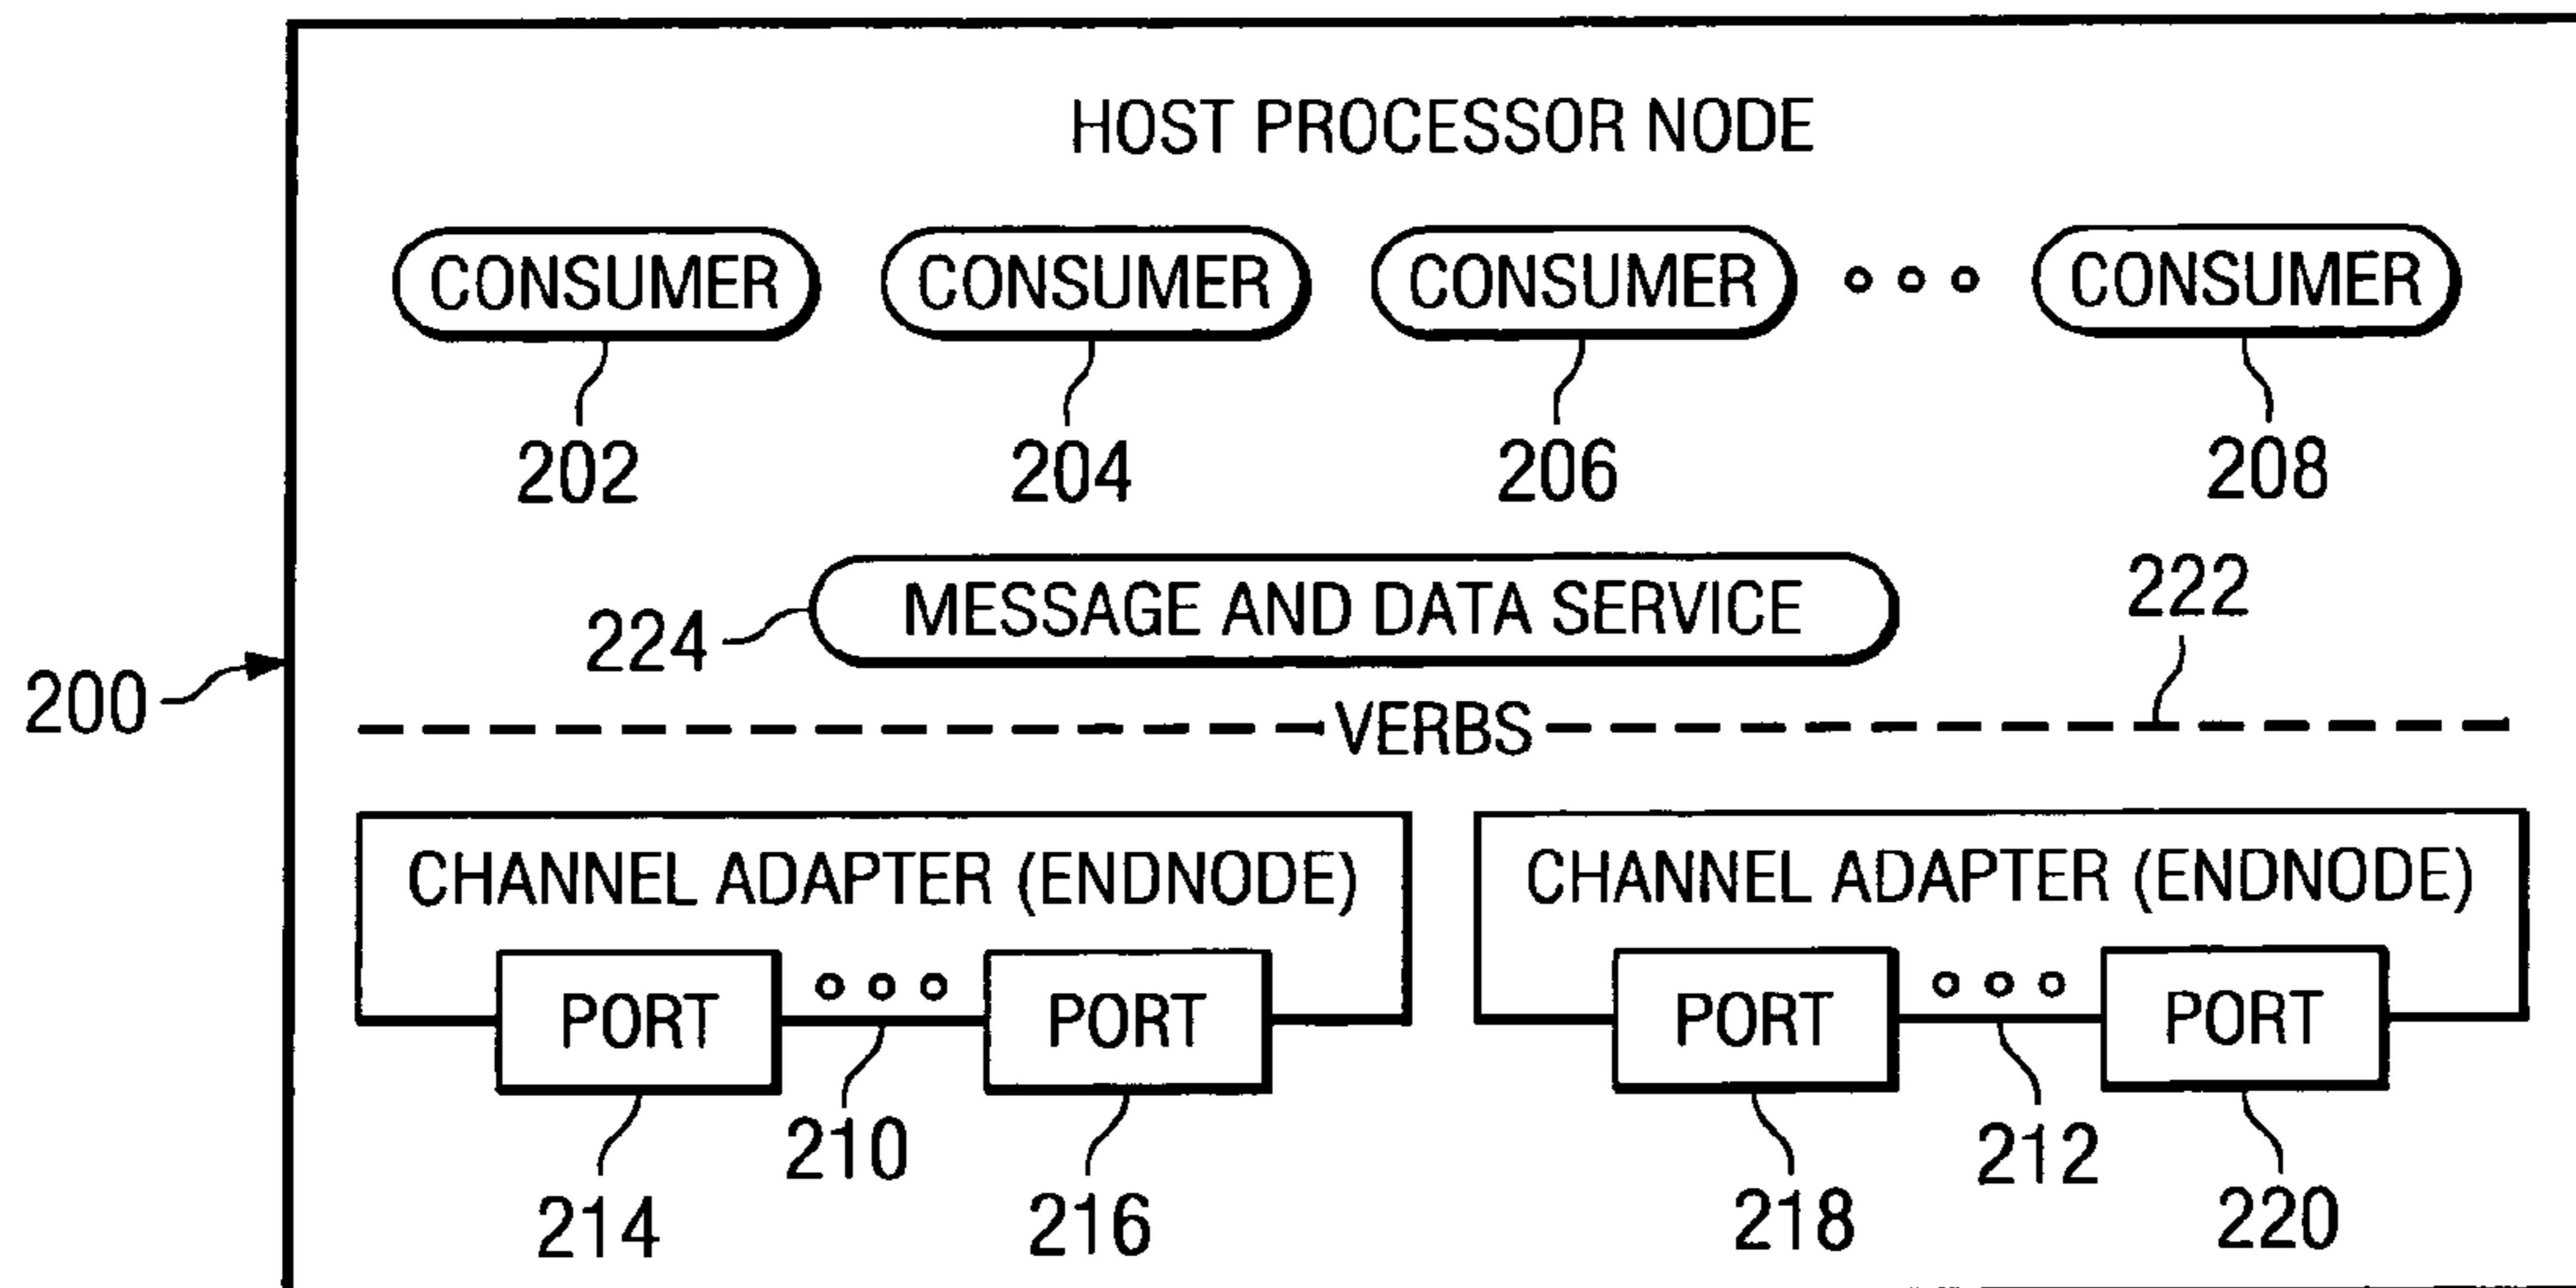 HOST PROCESSOR NODE
CONSUMER CONSUMER CONSUMER CONSUMER
202 204 206 208
222
MESSAGE AND DATA SERVICE
224
200
VERBS
CHANNEL ADAPTER (ENDNODE) CHANNEL ADAPTER (ENDNODE)
PORT PORT PORT PORT
210 212
214 216 218 220